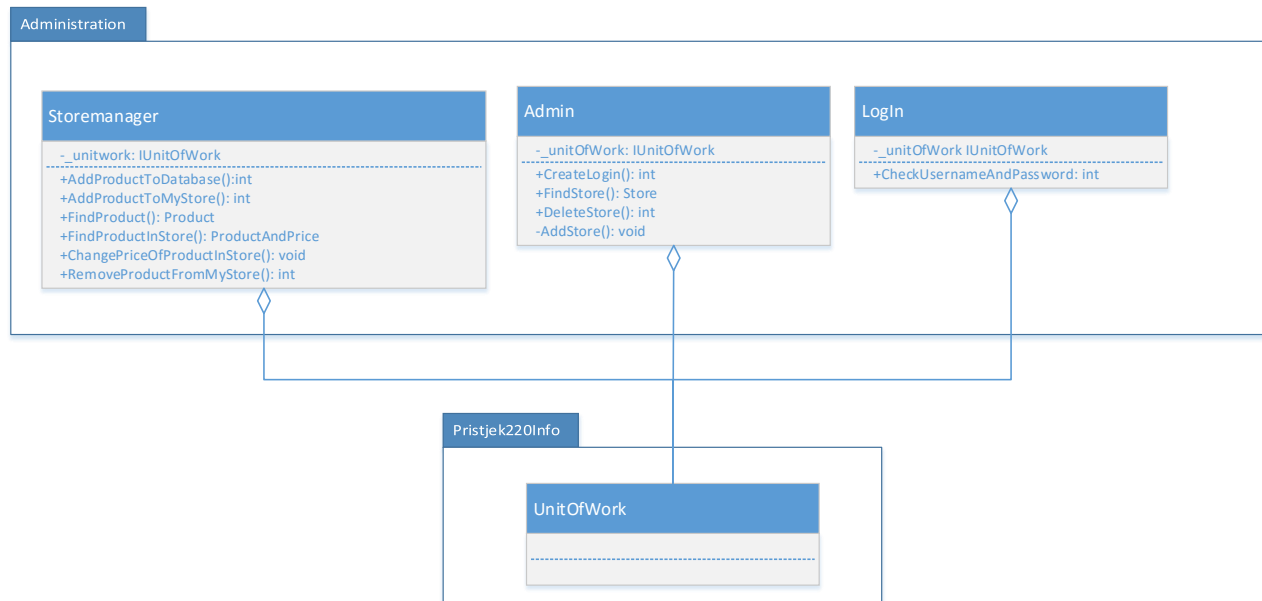 Administration
Storemanager
-_unitwork: IUnitOfWork
+AddProductToDatabase():int
+AddProductToMyStore(): int
+FindProduct(): Product
+FindProductInStore(): ProductAndPrice
+ChangePriceOfProductInStore(): void
+RemoveProductFromMyStore(): int
Admin
-_unitOfWork: IUnitOfWork
+CreateLogin(): int
+FindStore(): Store
+DeleteStore(): int
-AddStore(): void
LogIn
-_unitOfWork IUnitOfWork
+CheckUsernameAndPassword: int
Pristjek220Info
UnitOfWork